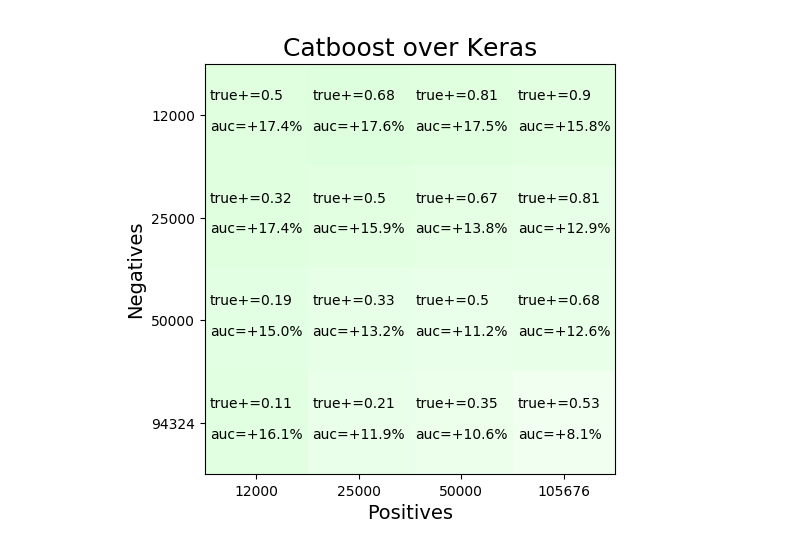 Catboost over Keras
true+=0.5 true+=0.68 true+=0.81 true+=0.9
12000
auc=+17.4% auc=+17.6% auc=+17.5% auc=+15.8%
true+=0.32 true+=0.5 true+=0.67 true+=0.81
25000
auc=+17.4% auc=+15.9% auc=+13.8% auc=+12.9%
Negatives
true+=0.19 true+=0.33 true+=0.5 true+=0.68
50000
auc=+15.0% auc=+13.2% auc=+11.2% auc=+12.6%
true+=0.11 true+=0.21 true+=0.35 true+=0.53
94324
auc=+16.1% auc=+11.9% auc=+10.6% auc=+8.1%
12000 25000 50000 105676
Positives